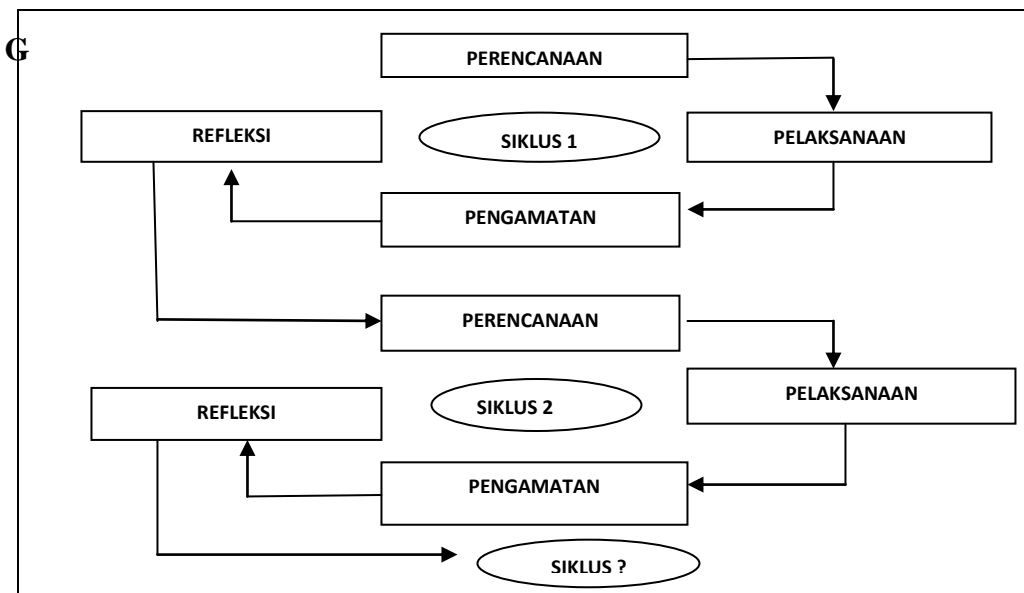 G
PERENCANAAN
REFLEKSI
SIKLUS 1
PELAKSANAAN
PENGAMATAN
PERENCANAAN
PELAKSANAAN
REFLEKSI
SIKLUS 2
PENGAMATAN
SIKLUS ?